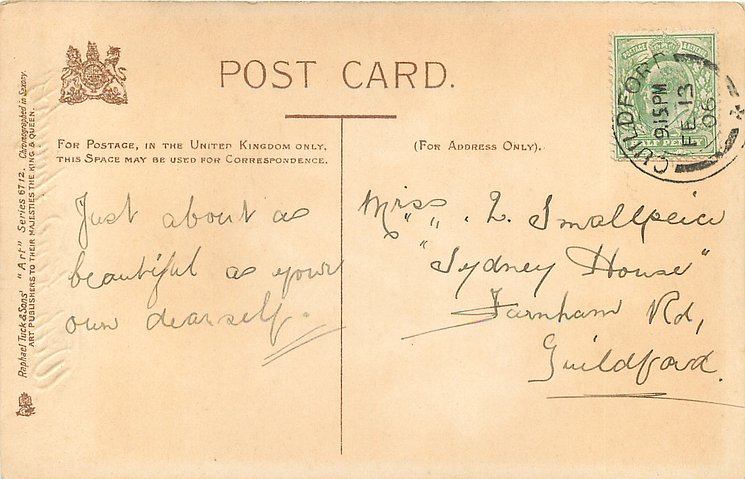 POST CARD.
FOR POSTAGE, IN THE UNITED KINGDOM ONLY,
THIS SPACE MAY BE USED FOR CORRESPONDENCE.
(FOR ADDRESS ONLY).
Just about as
beautiful as your
own dearself.
Miss " " L. Smallpeice
"Sydney House"
Farnham Rd,
Guildford.
GUILDFORD
9.15PM
FE 13
06
POSTAGE
HALF PENNY
Raphael Tuck & Sons' "Art" Series 6712. Chromographed in Saxony.
ART PUBLISHERS TO THEIR MAJESTIES THE KING & QUEEN.